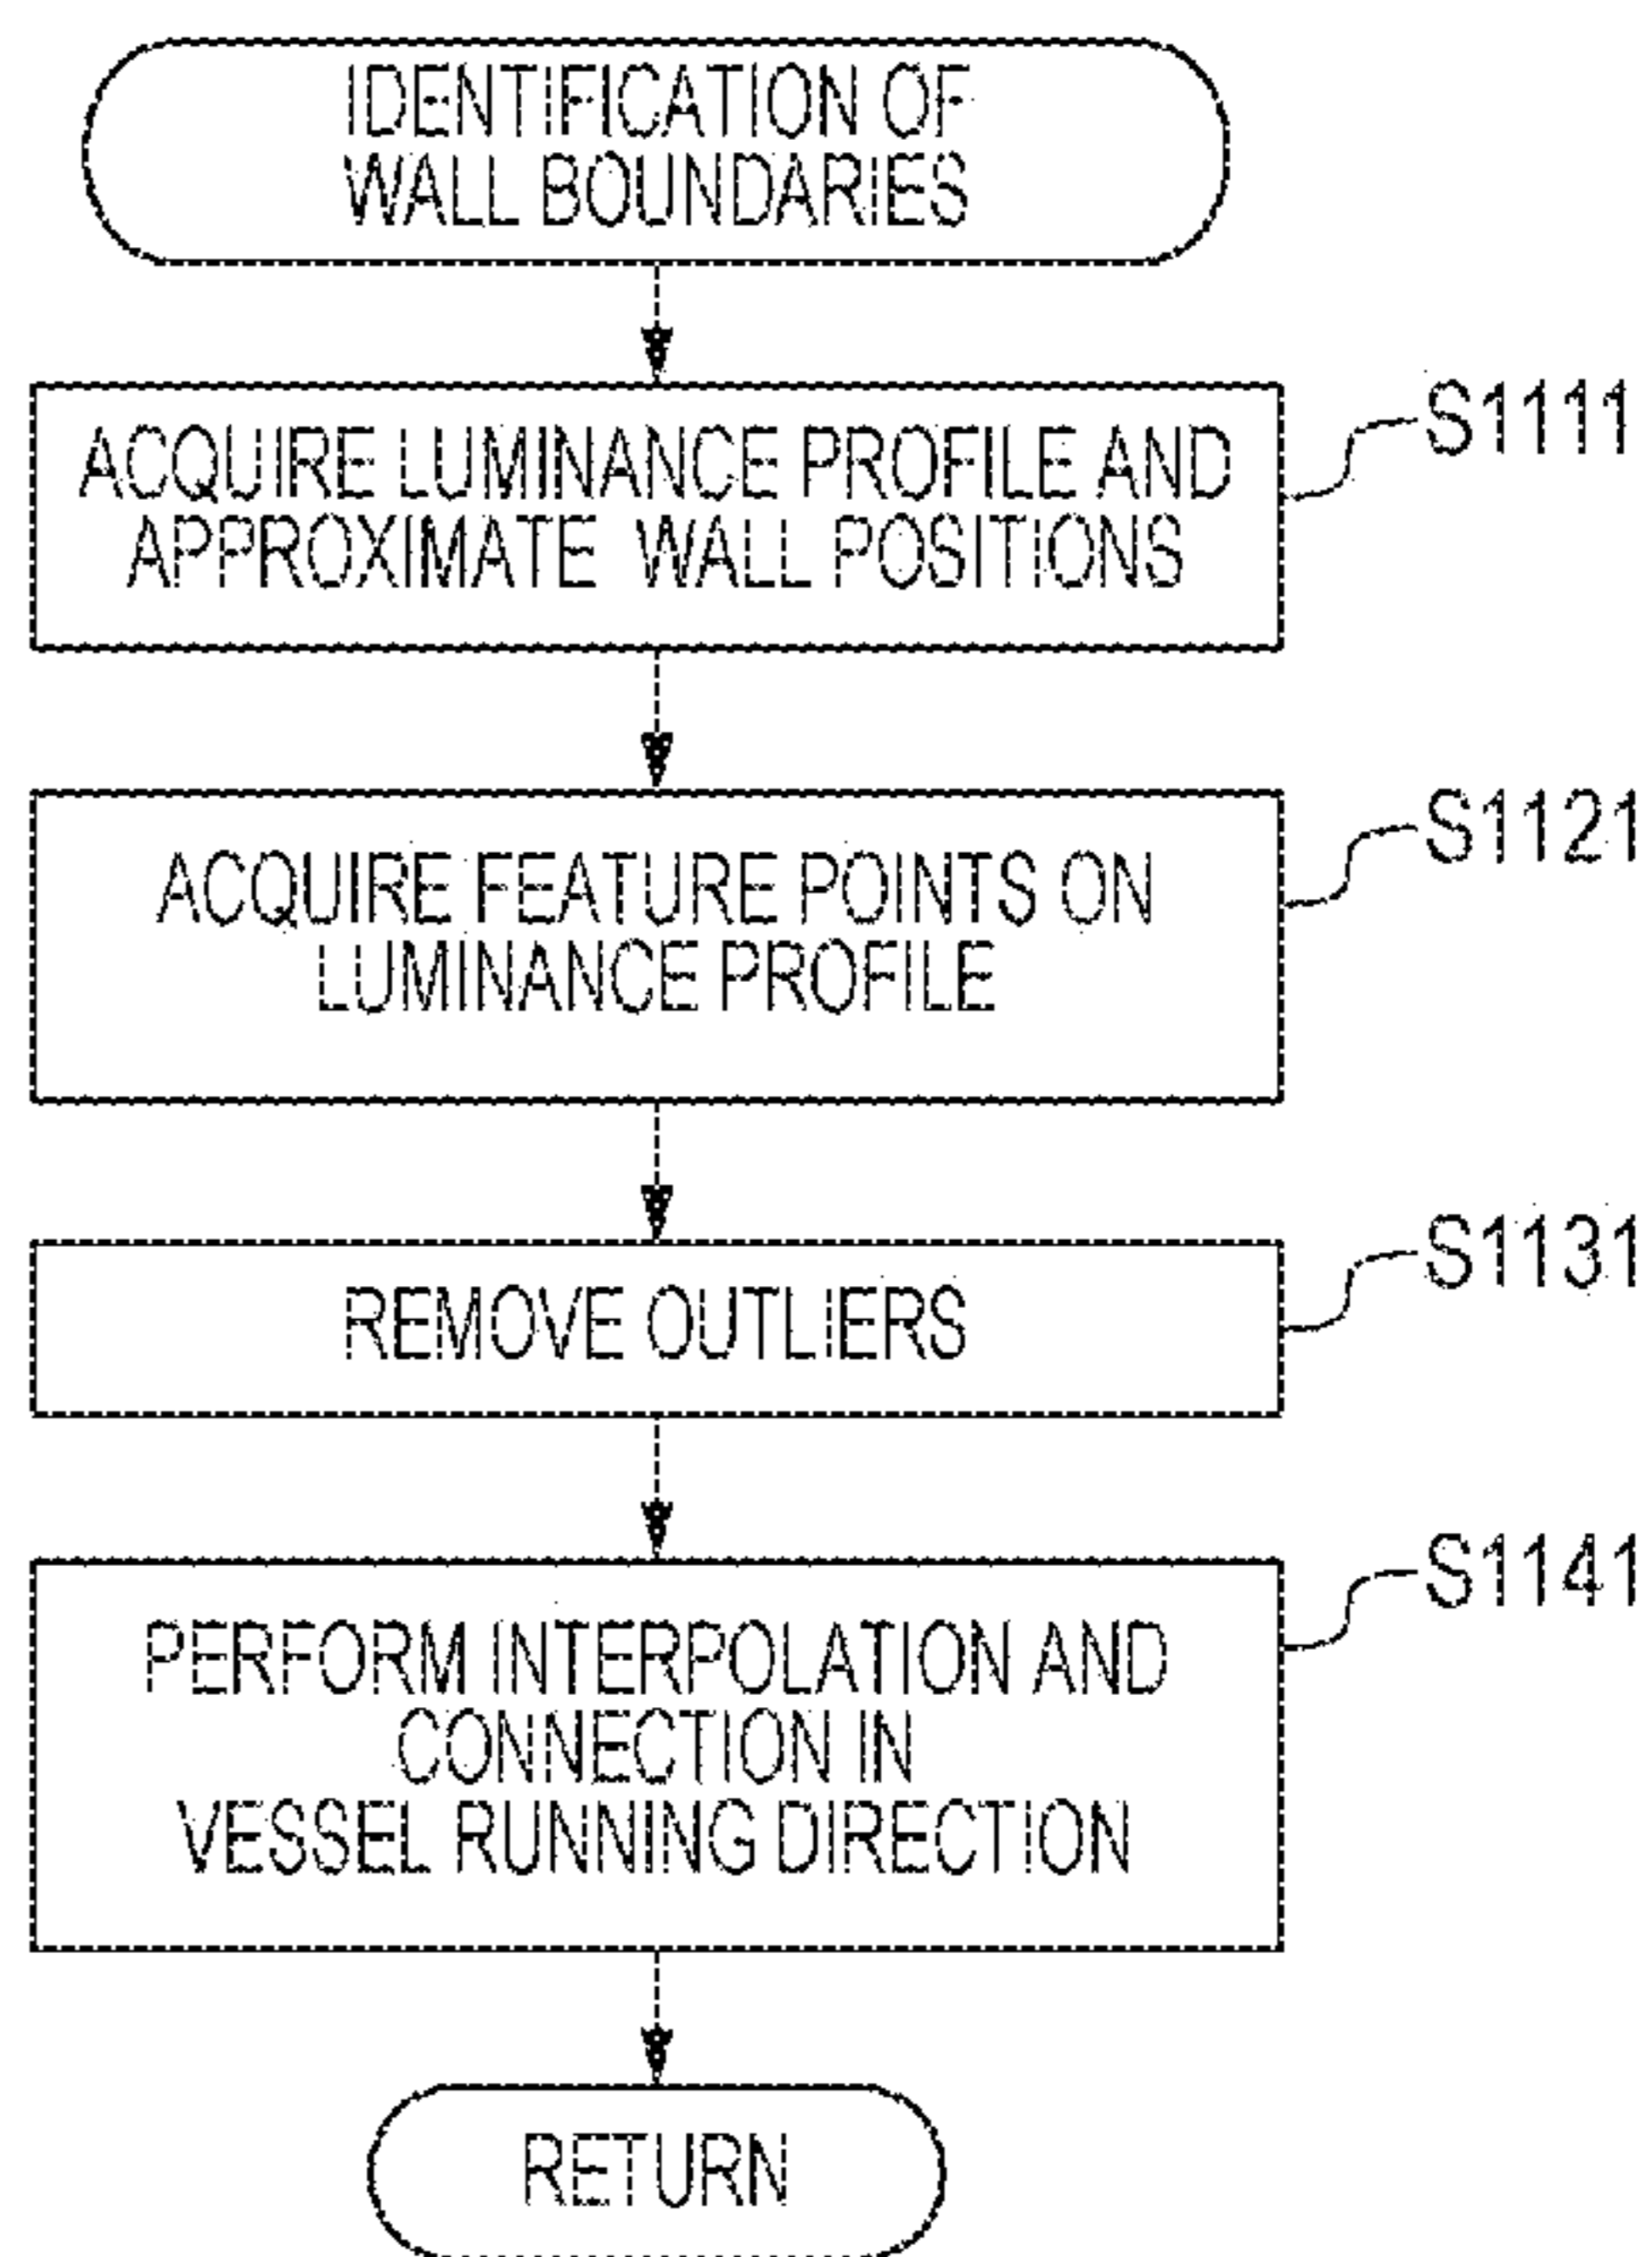 IDENTIFICATION OF
WALL BOUNDARIES
ACQUIRE LUMINANCE PROFILE AND
APPROXIMATE WALL POSITIONS
S1111
ACQUIRE FEATURE POINTS ON
LUMINANCE PROFILE
S1121
REMOVE OUTLIERS
S1131
PERFORM INTERPOLATION AND
CONNECTION IN
VESSEL RUNNING DIRECTION
S1141
RETURN